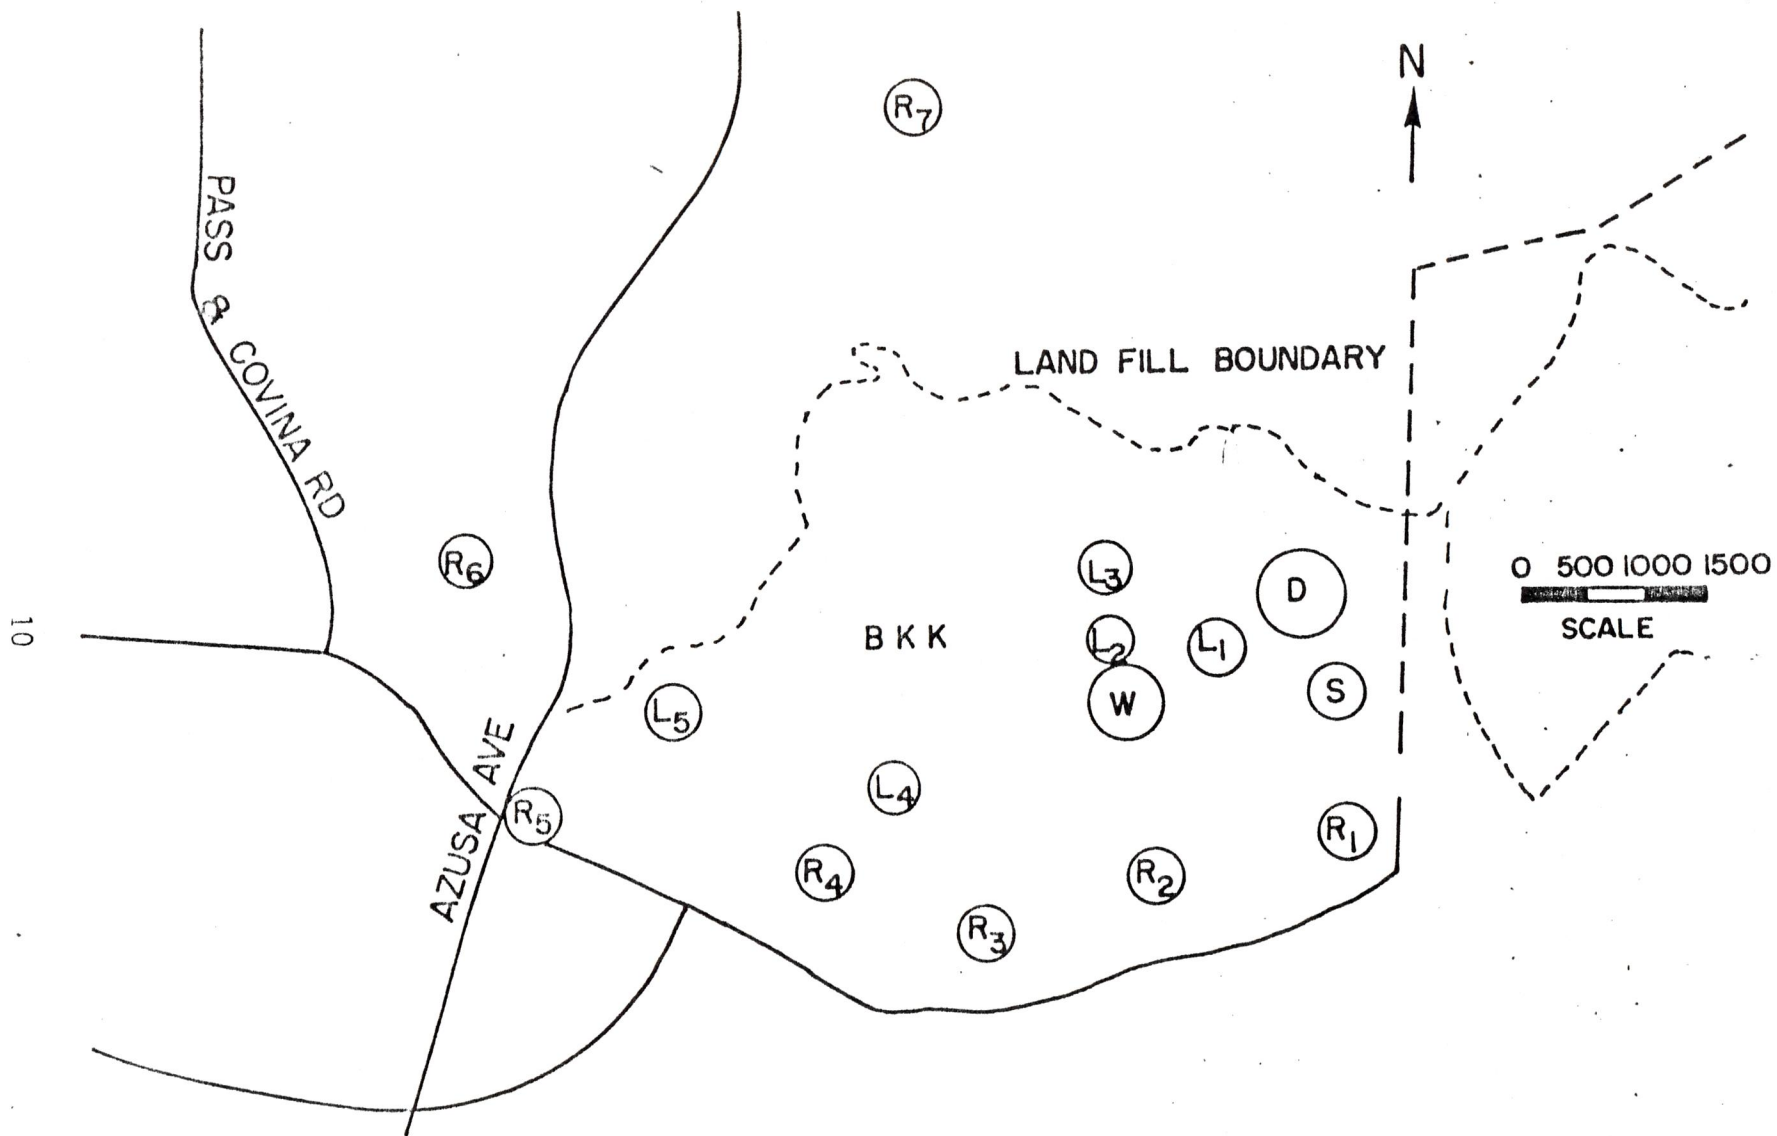 N
R7
PASS & COVINA RD
LAND FILL BOUNDARY
R6
L3
D
0 500 1000 1500
SCALE
10
BKK
L2
L1
W
S
L5
AZUSA AVE
L4
R5
R4
R2
R1
R3